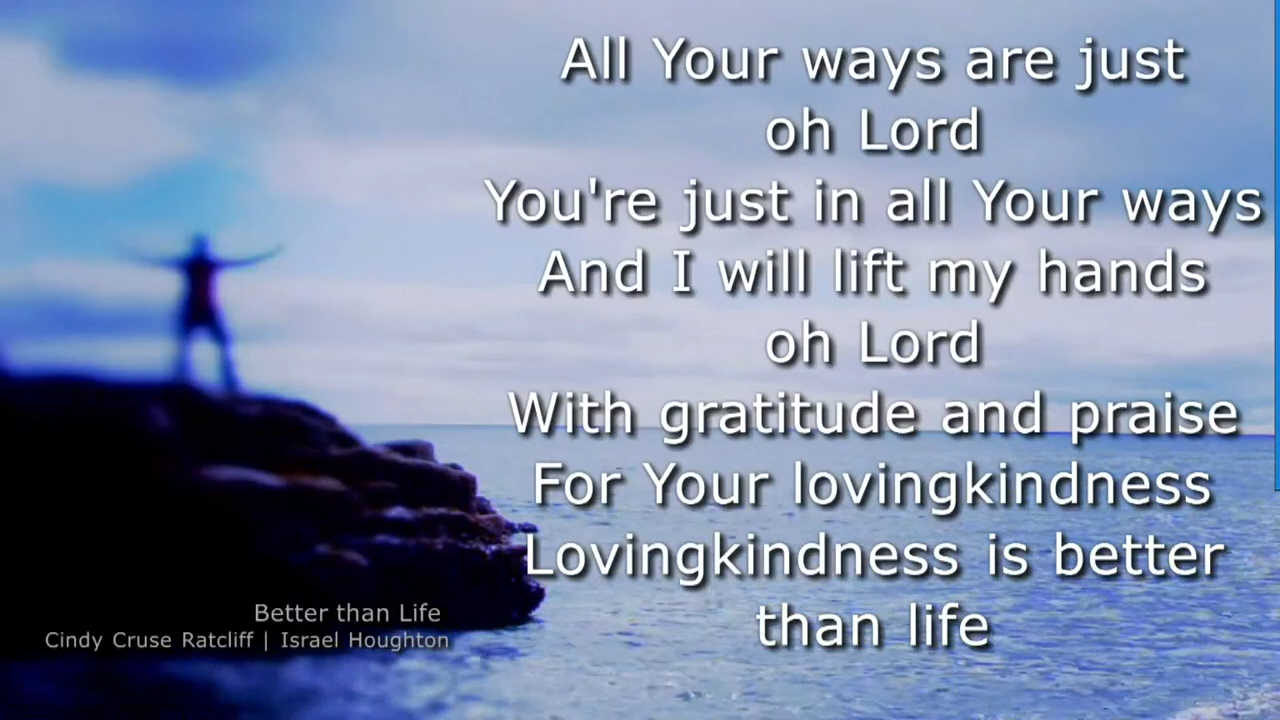 All Your ways are just
oh Lord
You're just in all Your ways
And I will lift my hands
oh Lord
With gratitude and praise
For Your lovingkindness
Lovingkindness is better
than life
Better than Life
Cindy Cruse Ratcliff | Israel Houghton